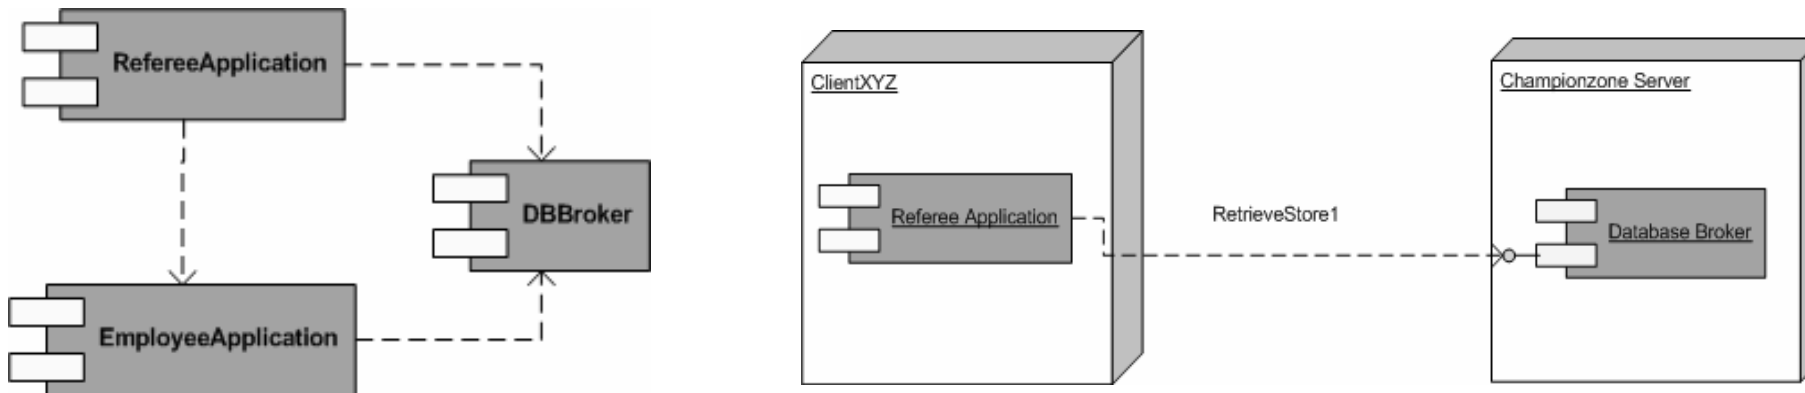 RefereeApplication
DBBroker
EmployeeApplication
ClientXYZ
Referee Application
RetrieveStore1
Championzone Server
Database Broker